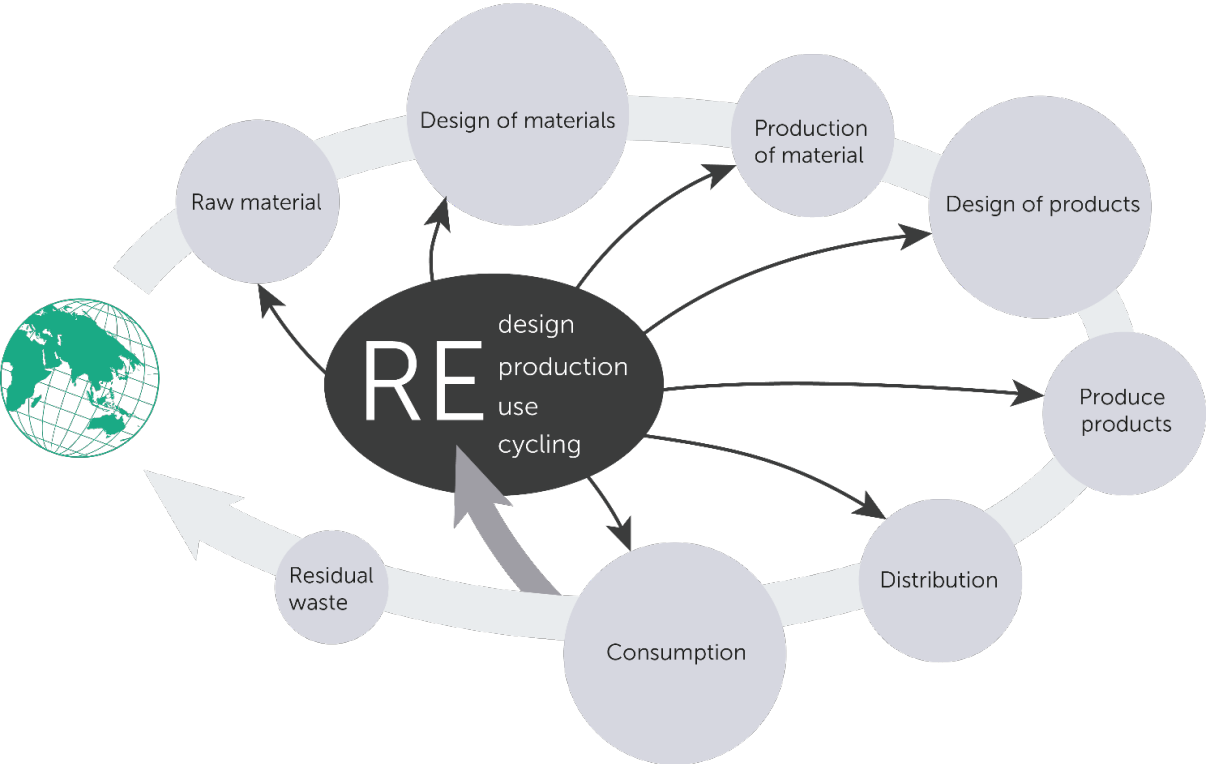 Design of materials
Production
of material
Raw material
Design of products
RE
design
production
use
cycling
Produce
products
Distribution
Consumption
Residual
waste